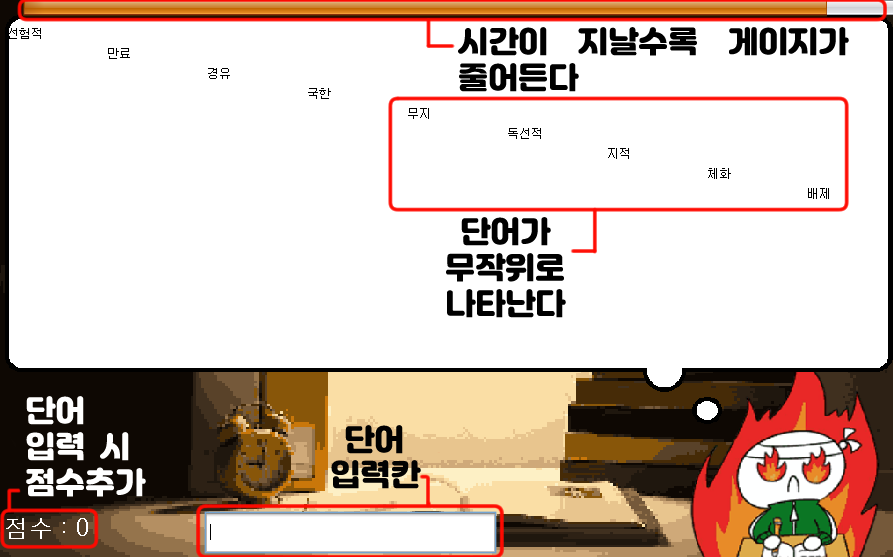 선험적
만료
경유
국한
무지
독선적
지적
체화
배제
시간이 지날수록 게이지가
줄어든다
단어가
무작위로
나타난다
단어
입력 시
점수추가
단어
입력칸
점수 : 0